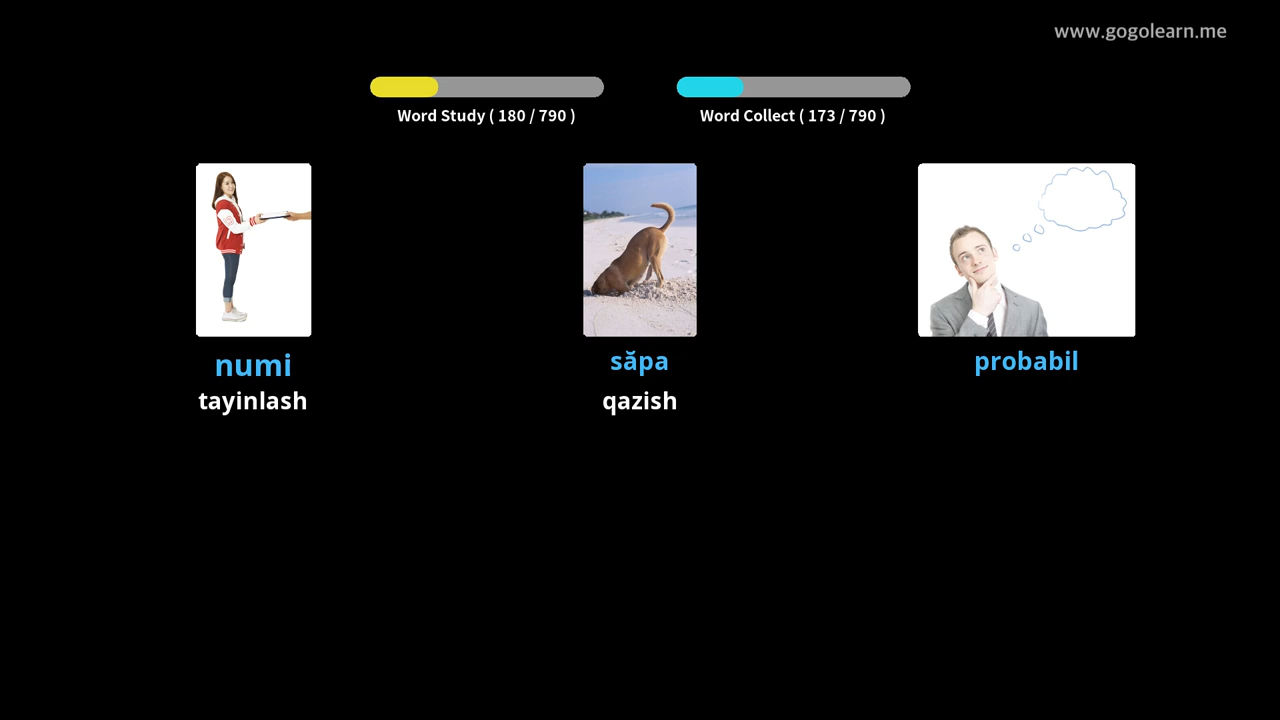 www.gogolearn.me
Word Study ( 180 / 790 )
Word Collect ( 173 / 790 )
numi
săpa
probabil
tayinlash
qazish